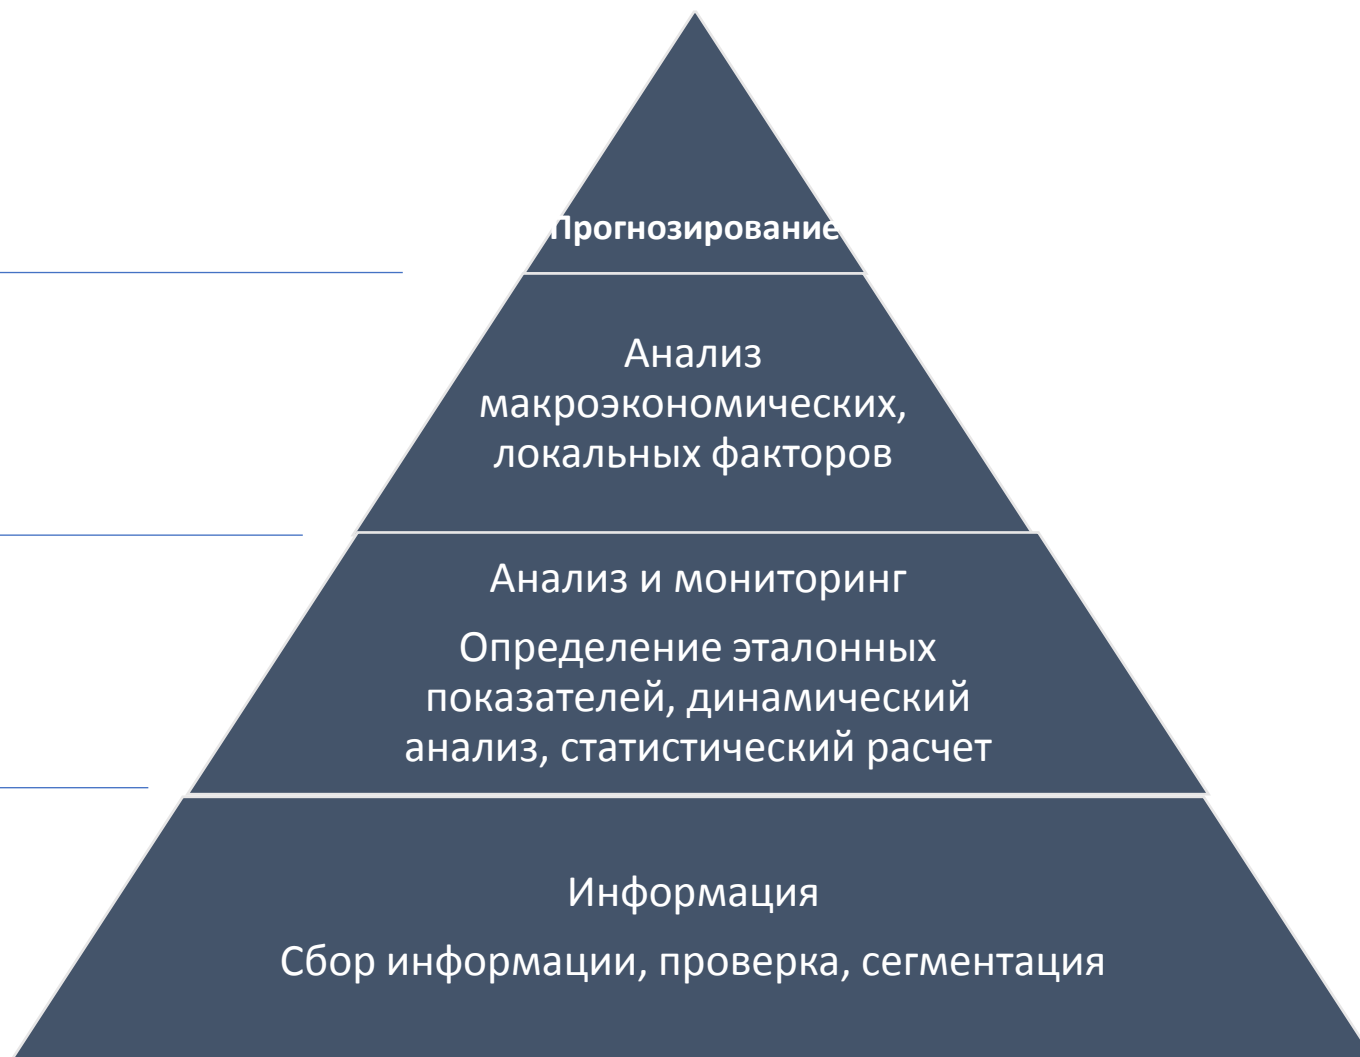 Прогнозирование
Анализ
макроэкономических,
локальных факторов
Анализ и мониторинг
Определение эталонных
показателей, динамический
анализ, статистический расчет
Информация
Сбор информации, проверка, сегментация